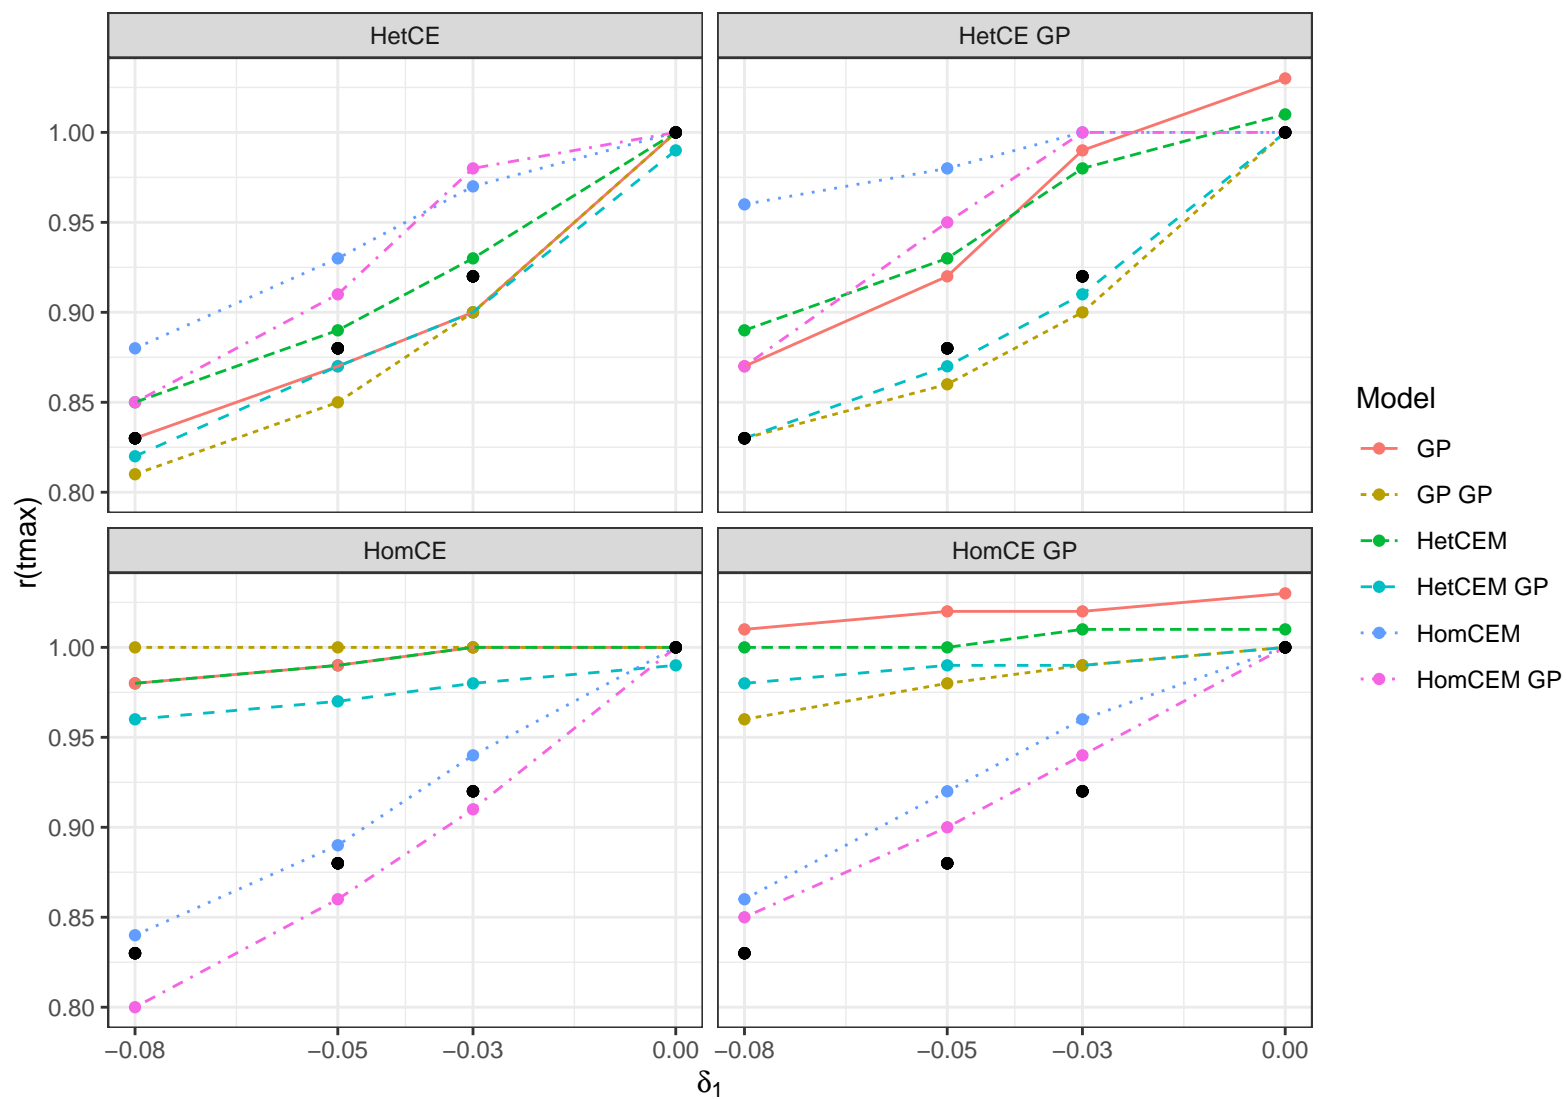 HetCE
HetCE GP
1.00
0.95
0.90
0.85
0.80
HomCE
HomCE GP
1.00
0.95
0.90
0.85
0.80
−0.08
−0.05
−0.03
0.00
−0.08
−0.05
−0.03
0.00
δ1
r(tmax)
Model
GP
GP GP
HetCEM
HetCEM GP
HomCEM
HomCEM GP